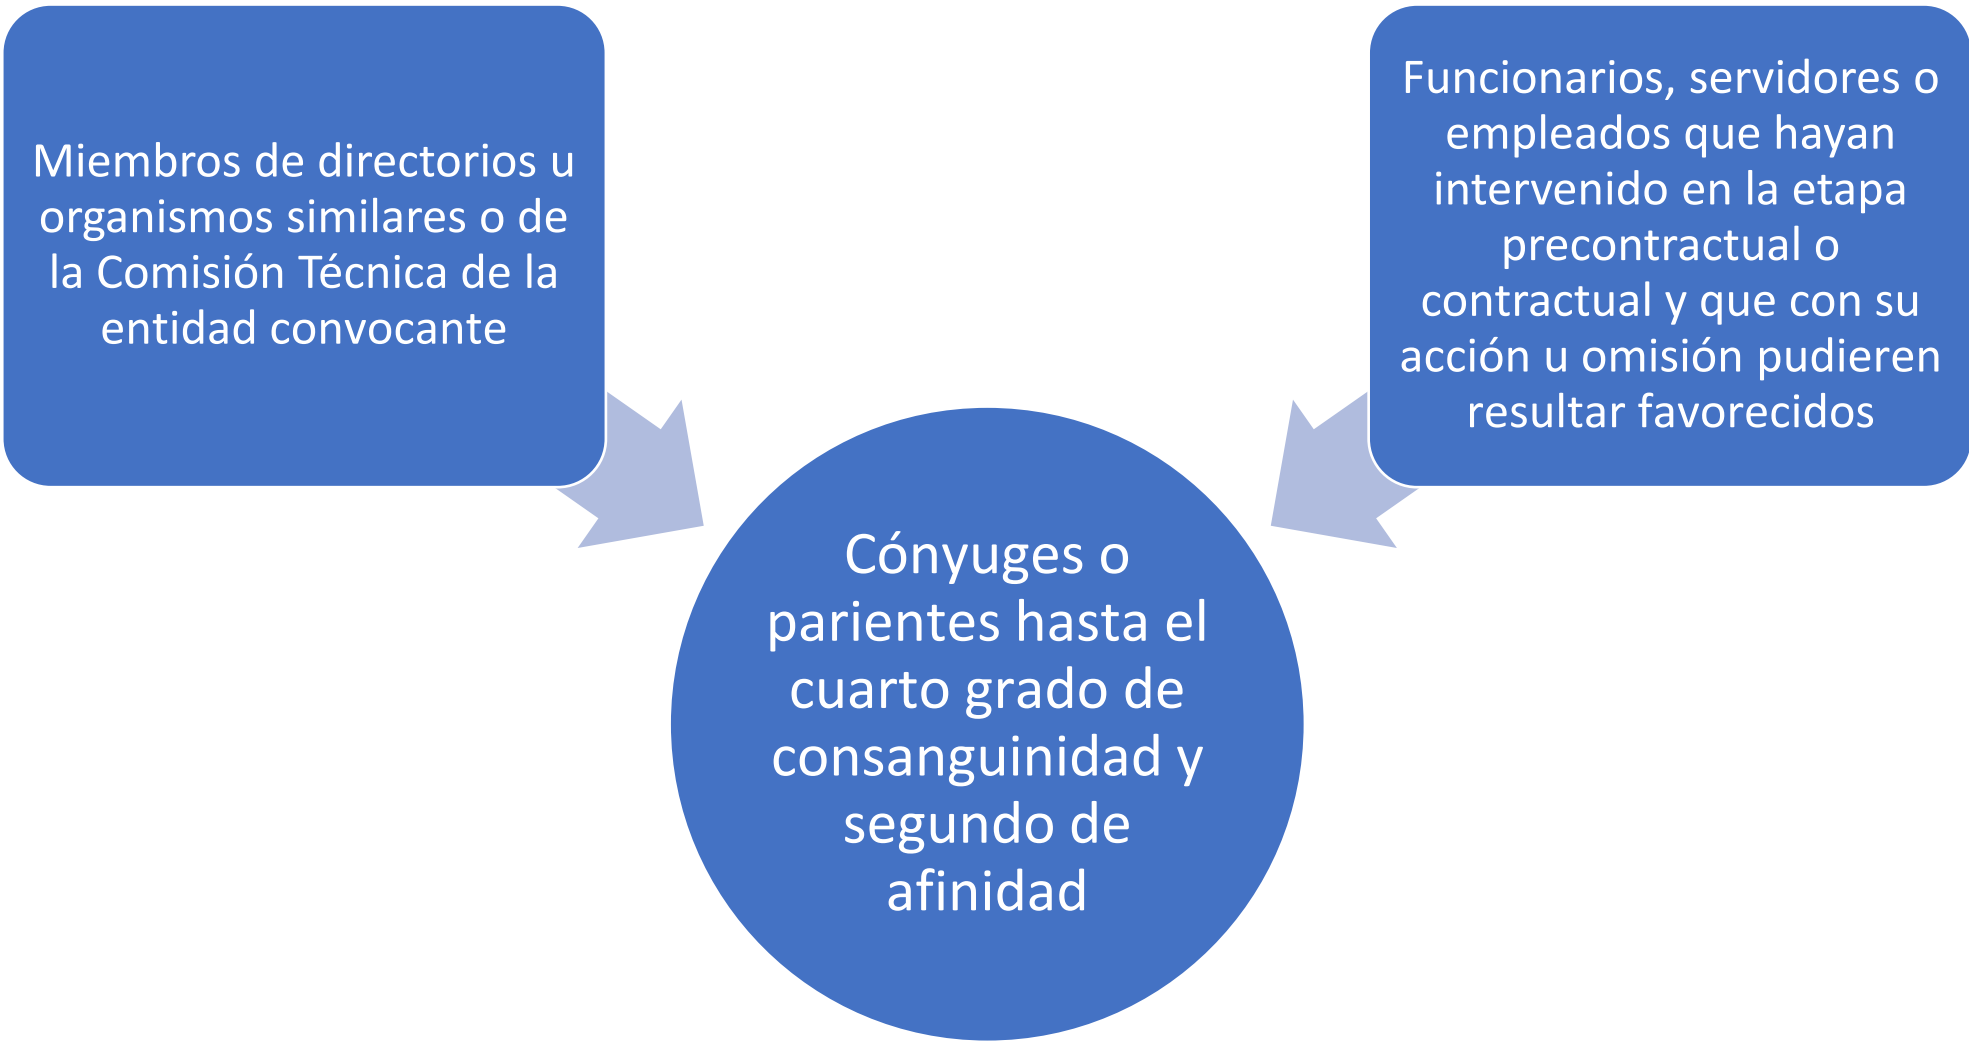 Miembros de directorios u
organismos similares o de
la Comisión Técnica de la
entidad convocante
Funcionarios, servidores o
empleados que hayan
intervenido en la etapa
precontractual o
contractual y que con su
acción u omisión pudieren
resultar favorecidos
Cónyuges o
parientes hasta el
cuarto grado de
consanguinidad y
segundo de
afinidad